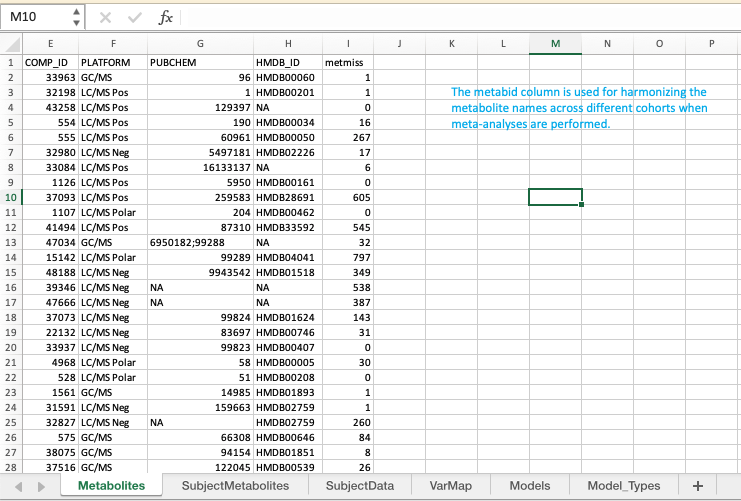 M10 fx
E F G H I J K L M N O P
1 COMP_ID PLATFORM PUBCHEM HMDB_ID metmiss
2 33963 GC/MS 96 HMDB00060 1
3 32198 LC/MS Pos 1 HMDB00201 1 The metabid column is used for harmonizing the
4 43258 LC/MS Pos 129397 NA 0 metabolite names across different cohorts when
5 554 LC/MS Pos 190 HMDB00034 16 meta-analyses are performed.
6 555 LC/MS Pos 60961 HMDB00050 267
7 32980 LC/MS Neg 5497181 HMDB02226 17
8 33084 LC/MS Pos 16133137 NA 6
9 1126 LC/MS Pos 5950 HMDB00161 0
10 37093 LC/MS Pos 259583 HMDB28691 605
11 1107 LC/MS Polar 204 HMDB00462 0
12 41494 LC/MS Pos 87310 HMDB33592 545
13 47034 GC/MS 6950182;99288 NA 32
14 15142 LC/MS Polar 99289 HMDB04041 797
15 48188 LC/MS Neg 9943542 HMDB01518 349
16 39346 LC/MS Neg NA NA 538
17 47666 LC/MS Neg NA NA 387
18 37073 LC/MS Neg 99824 HMDB01624 143
19 22132 LC/MS Neg 83697 HMDB00746 31
20 33937 LC/MS Neg 99823 HMDB00407 0
21 4968 LC/MS Polar 58 HMDB00005 30
22 528 LC/MS Polar 51 HMDB00208 0
23 1561 GC/MS 14985 HMDB01893 1
24 31591 LC/MS Neg 159663 HMDB02759 1
25 32827 LC/MS Neg NA HMDB02759 260
26 575 GC/MS 66308 HMDB00646 84
27 38075 GC/MS 94154 HMDB01851 8
28 37516 GC/MS 122045 HMDB00539 26
Metabolites SubjectMetabolites SubjectData VarMap Models Model_Types +